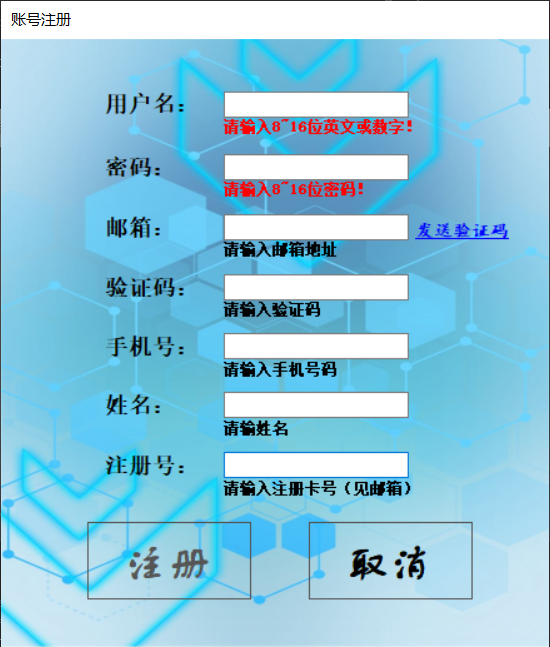 账号注册
用户名：
请输入8~16位英文或数字！
密码：
请输入8~16位密码！
邮箱： 发送验证码
请输入邮箱地址
验证码：
请输入验证码
手机号：
请输入手机号码
姓名：
请输姓名
注册号：
请输入注册卡号（见邮箱）
注册 取消